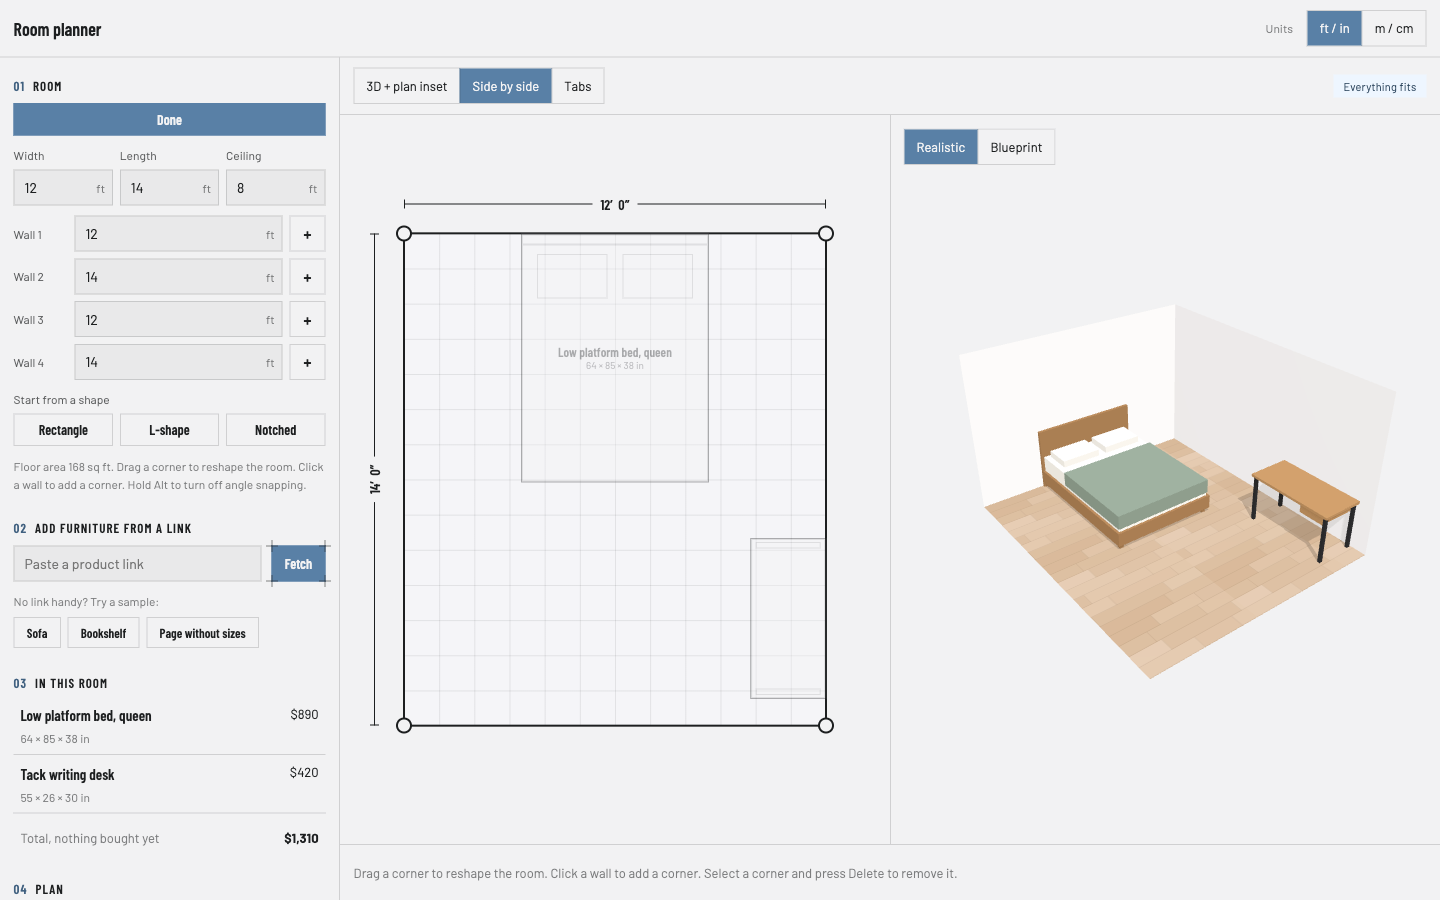 Room planner
Units
ft / in
m / cm
01 ROOM
Done
Width
Length
Ceiling
12 ft
14 ft
8 ft
Wall 1
12 ft
+
Wall 2
14 ft
+
Wall 3
12 ft
+
Wall 4
14 ft
+
Start from a shape
Rectangle
L-shape
Notched
Floor area 168 sq ft. Drag a corner to reshape the room. Click
a wall to add a corner. Hold Alt to turn off angle snapping.
02 ADD FURNITURE FROM A LINK
Paste a product link
Fetch
No link handy? Try a sample:
Sofa
Bookshelf
Page without sizes
03 IN THIS ROOM
Low platform bed, queen
$890
64 × 85 × 38 in
Tack writing desk
$420
55 × 26 × 30 in
Total, nothing bought yet
$1,310
04 PLAN
3D + plan inset
Side by side
Tabs
Everything fits
12′ 0″
14′ 0″
Low platform bed, queen
64 × 85 × 38 in
Realistic
Blueprint
Drag a corner to reshape the room. Click a wall to add a corner. Select a corner and press Delete to remove it.